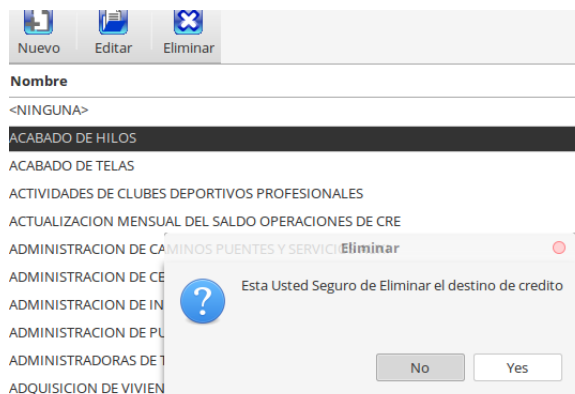 Nuevo Editar Eliminar
Nombre
<NINGUNA>
ACABADO DE HILOS
ACABADO DE TELAS
ACTIVIDADES DE CLUBES DEPORTIVOS PROFESIONALES
ACTUALIZACION MENSUAL DEL SALDO OPERACIONES DE CRE
ADMINISTRACION DE CAMINOS PUENTES Y
Eliminar
ADMINISTRACION DE CE
Esta Usted Seguro de Eliminar el destino de credito
ADMINISTRACION DE IN
ADMINISTRACION DE PU
ADMINISTRADORAS DE T
No Yes
ADQUISICION DE VIVIEN